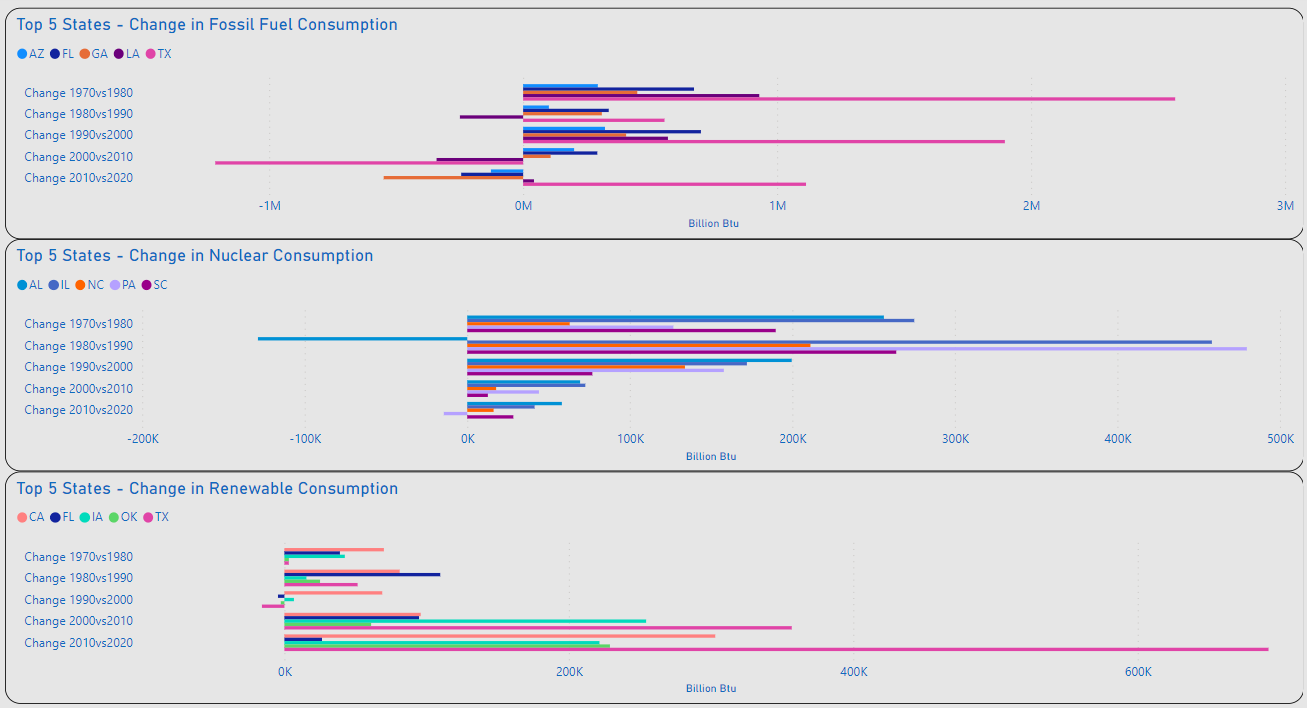 Top 5 States - Change in Fossil Fuel Consumption
AZ FL GA LA TX
Change 1970vs1980
Change 1980vs1990
Change 1990vs2000
Change 2000vs2010
Change 2010vs2020
-1M 0M 1M 2M 3M
Billion Btu
Top 5 States - Change in Nuclear Consumption
AL IL NC PA SC
Change 1970vs1980
Change 1980vs1990
Change 1990vs2000
Change 2000vs2010
Change 2010vs2020
-200K -100K 0K 100K 200K 300K 400K 500K
Billion Btu
Top 5 States - Change in Renewable Consumption
CA FL IA OK TX
Change 1970vs1980
Change 1980vs1990
Change 1990vs2000
Change 2000vs2010
Change 2010vs2020
0K 200K 400K 600K
Billion Btu